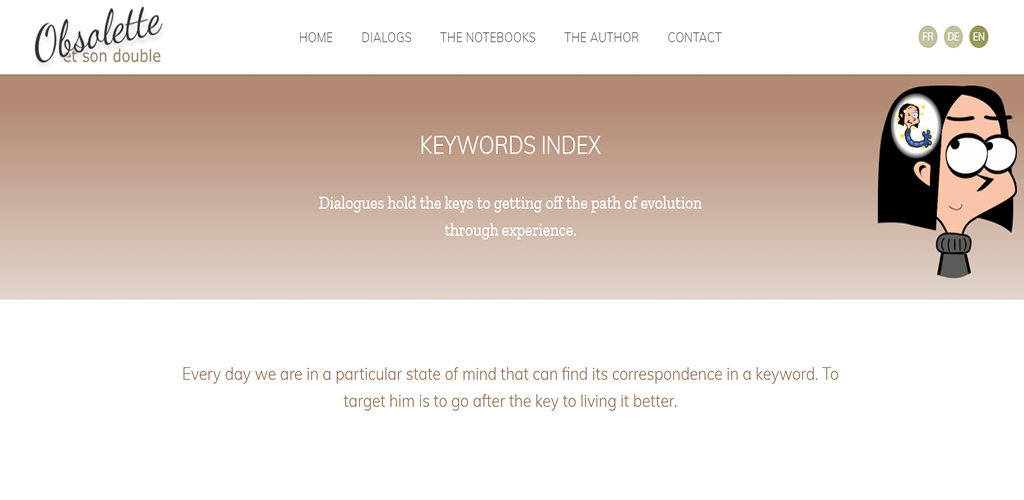 Obsolette
et son double
HOME DIALOGS THE NOTEBOOKS THE AUTHOR CONTACT
FR DE EN
KEYWORDS INDEX
Dialogues hold the keys to getting off the path of evolution
through experience.
Every day we are in a particular state of mind that can find its correspondence in a keyword. To
target him is to go after the key to living it better.